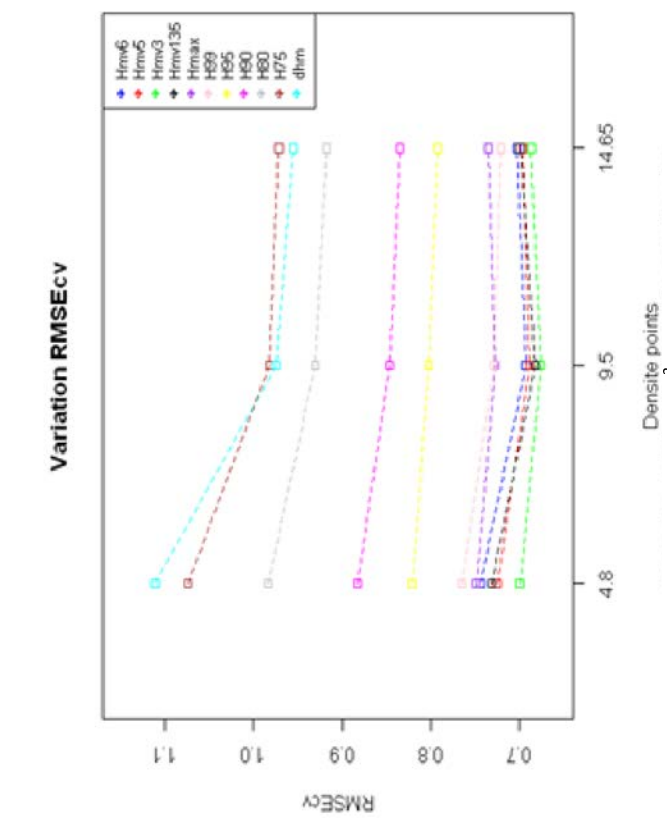 Variation RMSEcv
Hmv6
Hmv5
Hmv3
Hmv135
Hmax
H99
H95
H90
H80
H75
dhm
RMSEcv
1.1
1.0
0.9
0.8
0.7
4.8
9.5
14.65
Densite points
2